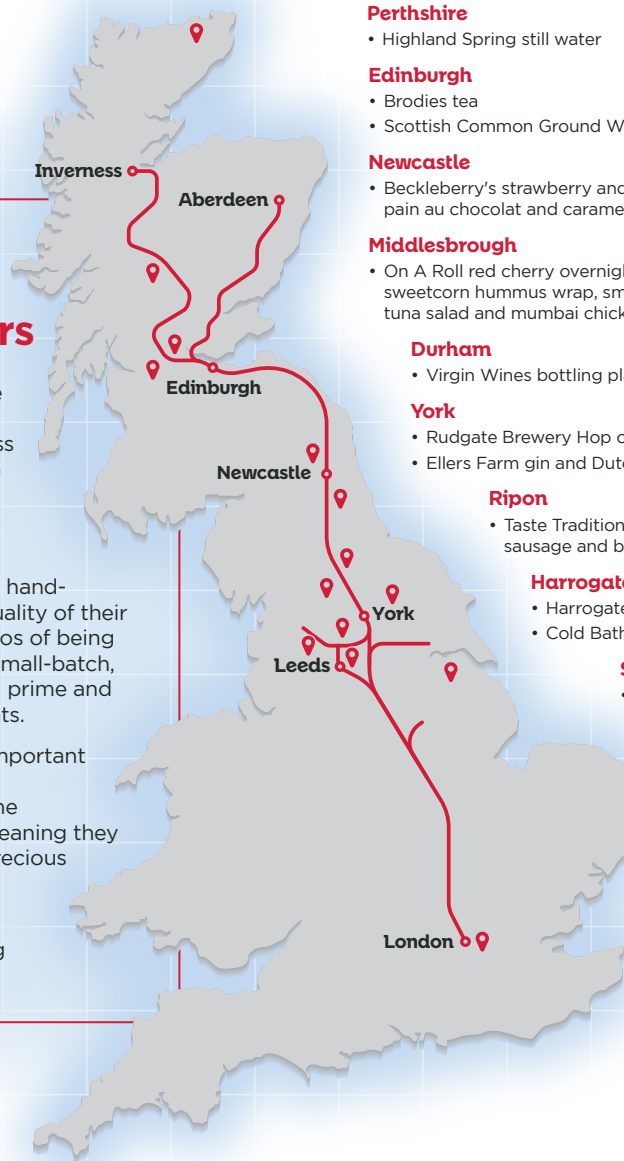 Perthshire
• Highland Spring still water
Edinburgh
• Brodies tea
• Scottish Common Ground W
Newcastle
• Beckleberry's strawberry and
pain au chocolat and carame
Middlesbrough
• On A Roll red cherry overnigh
sweetcorn hummus wrap, sm
tuna salad and mumbai chick
Durham
• Virgin Wines bottling pla
York
• Rudgate Brewery Hop o
• Ellers Farm gin and Dutc
Ripon
• Taste Tradition
sausage and b
Harrogate
• Harrogate
• Cold Bath
S
•
Inverness
Aberdeen
Edinburgh
Newcastle
York
Leeds
London
rs
e
ss
hand-
uality of their
os of being
mall-batch,
prime and
ts.
mportant
ne
eaning they
recious
g